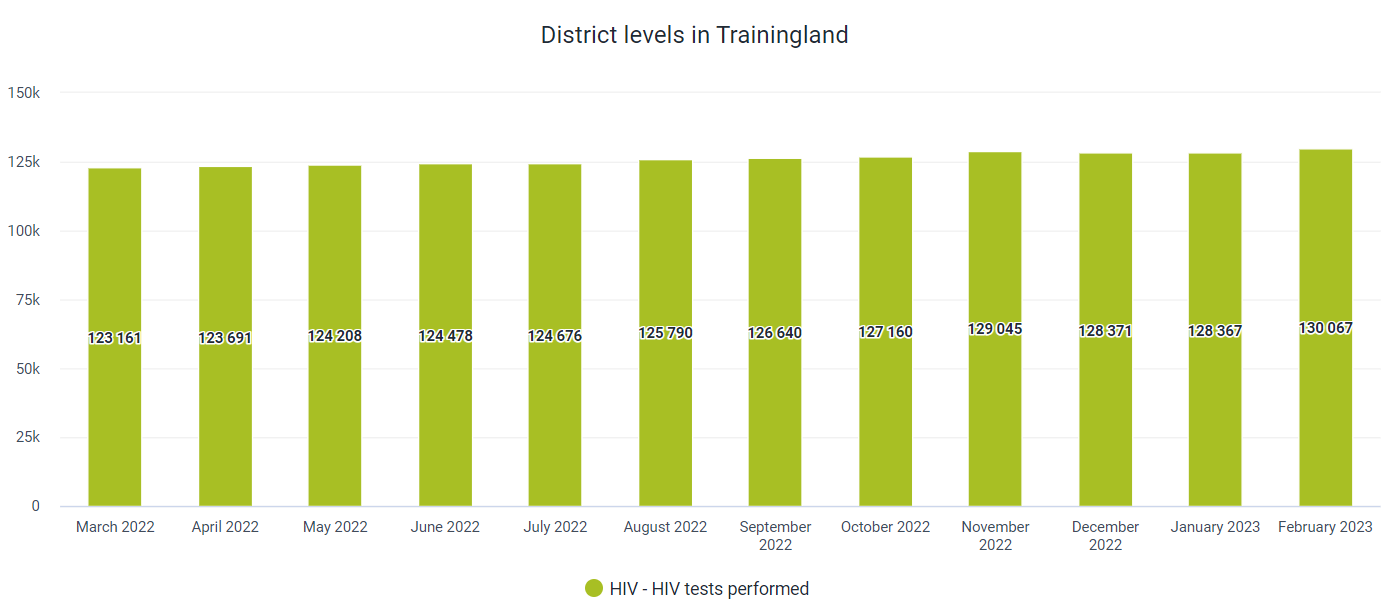 District levels in Trainingland
150k
125k
100k
75k
50k
25k
0
123 161
123 691
124 208
124 478
124 676
125 790
126 640
127 160
129 045
128 371
128 367
130 067
March 2022
April 2022
May 2022
June 2022
July 2022
August 2022
September
2022
October 2022
November
2022
December
2022
January 2023
February 2023
HIV - HIV tests performed